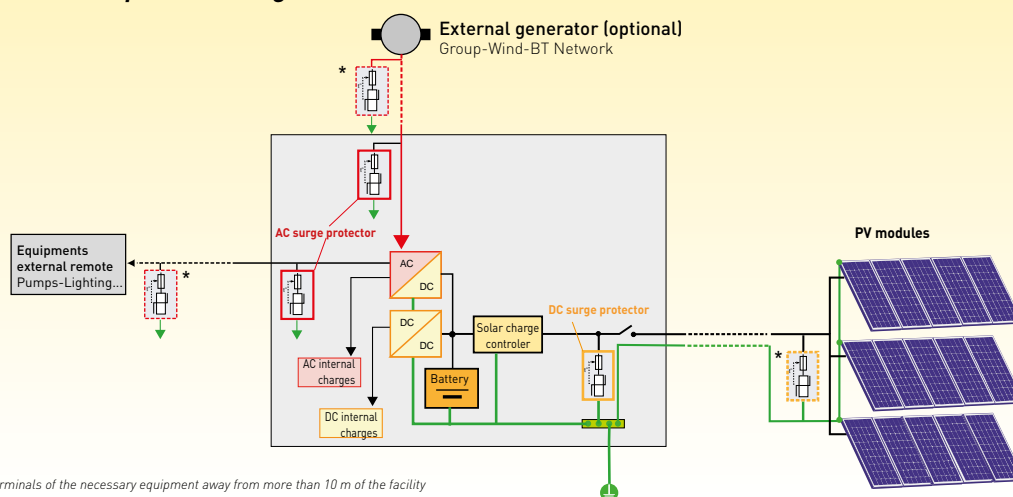 External generator (optional)
Group-Wind-BT Network
*
AC surge protector
PV modules
Equipments
external remote
Pumps-Lighting...
*
AC
DC
DC surge protector
DC
DC
Solar charge
controler
*
AC internal
charges
Battery
DC internal
charges
rminals of the necessary equipment away from more than 10 m of the facility